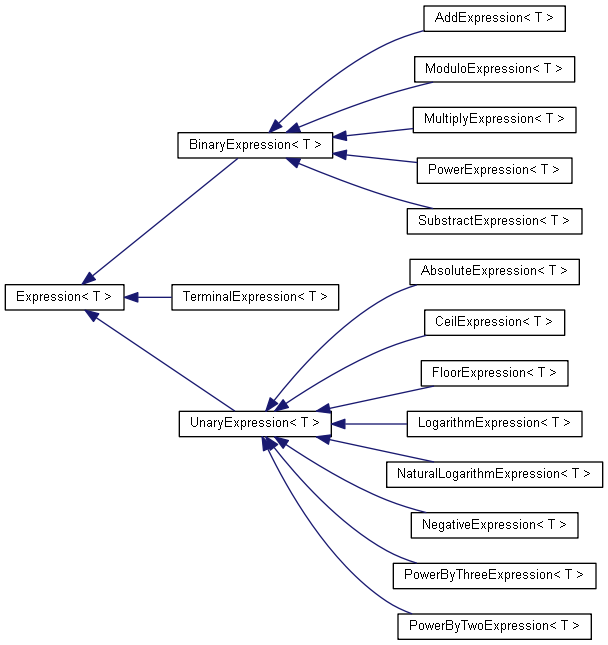 AddExpression< T >
ModuloExpression< T >
MultiplyExpression< T >
BinaryExpression< T >
PowerExpression< T >
SubstractExpression< T >
AbsoluteExpression< T >
Expression< T >
TerminalExpression< T >
CeilExpression< T >
FloorExpression< T >
UnaryExpression< T >
LogarithmExpression< T >
NaturalLogarithmExpression< T >
NegativeExpression< T >
PowerByThreeExpression< T >
PowerByTwoExpression< T >